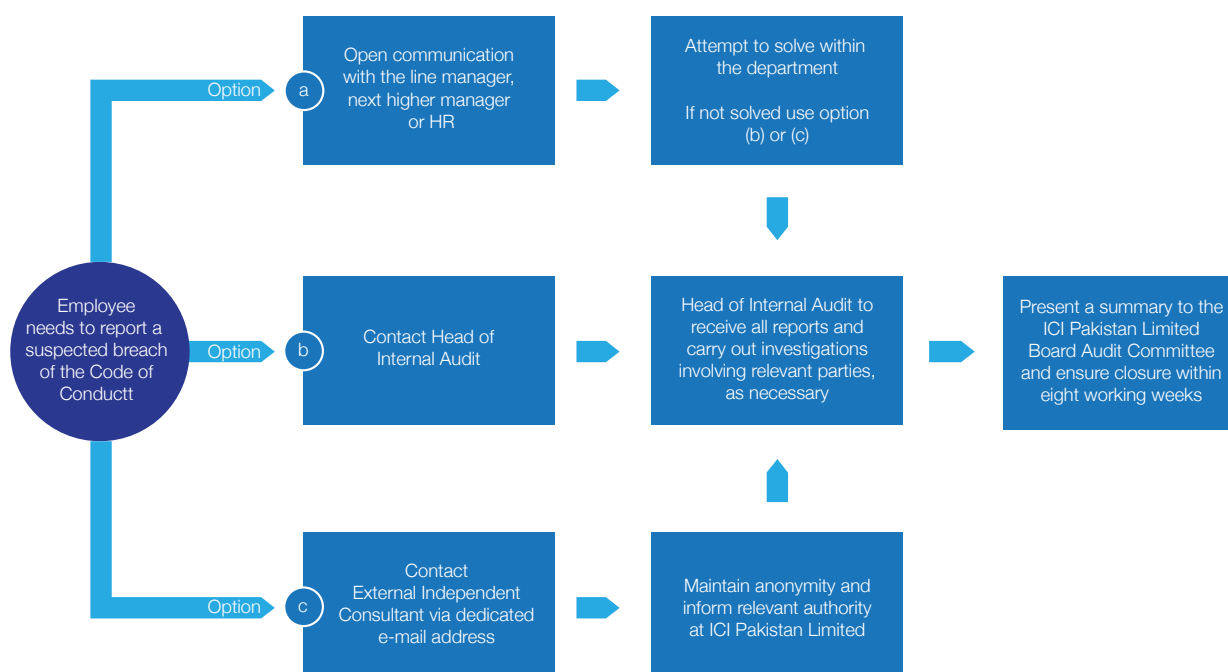 Employee
needs to report a
suspected breach
of the Code of
Conductt
Option
a
Open communication
with the line manager,
next higher manager
or HR
Attempt to solve within
the department
If not solved use option
(b) or (c)
Option
b
Contact Head of
Internal Audit
Head of Internal Audit to
receive all reports and
carry out investigations
involving relevant parties,
as necessary
Present a summary to the
ICI Pakistan Limited
Board Audit Committee
and ensure closure within
eight working weeks
Option
c
Contact
External Independent
Consultant via dedicated
e-mail address
Maintain anonymity and
inform relevant authority
at ICI Pakistan Limited